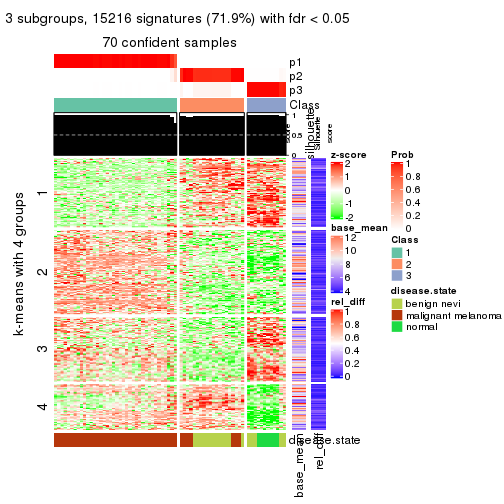 3 subgroups, 15216 signatures (71.9%) with fdr < 0.05
70 confident samples
p1
p2
p3
Class
1
0.5
0
silhouette
score
Silhouette
score
k-means with 4 groups
1
2
3
4
disease.state
base_mean
rel_diff
z-score
2
1
0
-1
-2
base_mean
12
10
8
6
4
rel_diff
1
0.8
0.6
0.4
0.2
0
Prob
1
0.8
0.6
0.4
0.2
0
Class
1
2
3
disease.state
benign nevi
malignant melanoma
normal